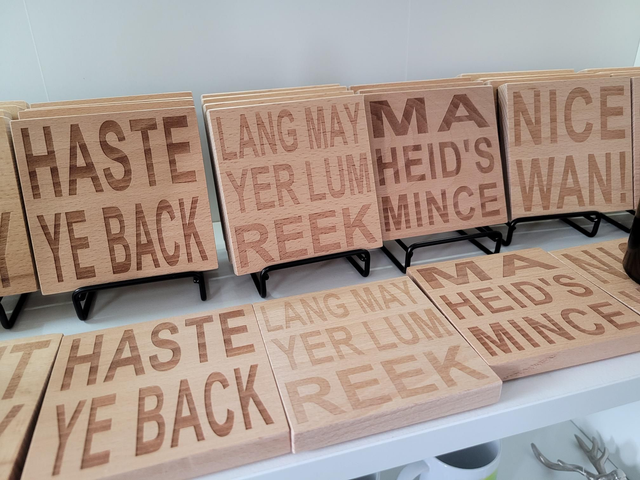 HASTE
YE BACK
LANG MAY
YER LUM
REEK
MA
HEID'S
MINCE
NICE
WAN!
HASTE
YE BACK
LANG MAY
YER LUM
REEK
MA
HEID'S
MINCE